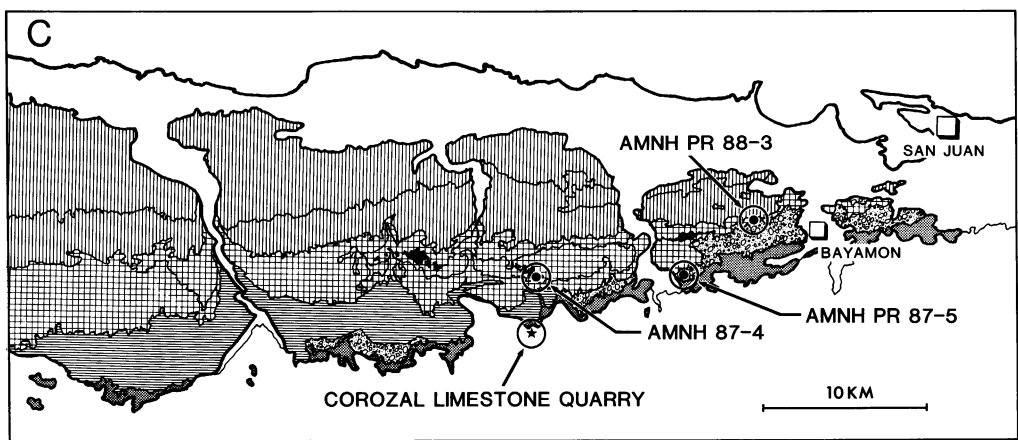 C
AMNH PR 88-3
SAN JUAN
BAYAMON
AMNH PR 87-5
AMNH 87-4
COROZAL LIMESTONE QUARRY
10 KM